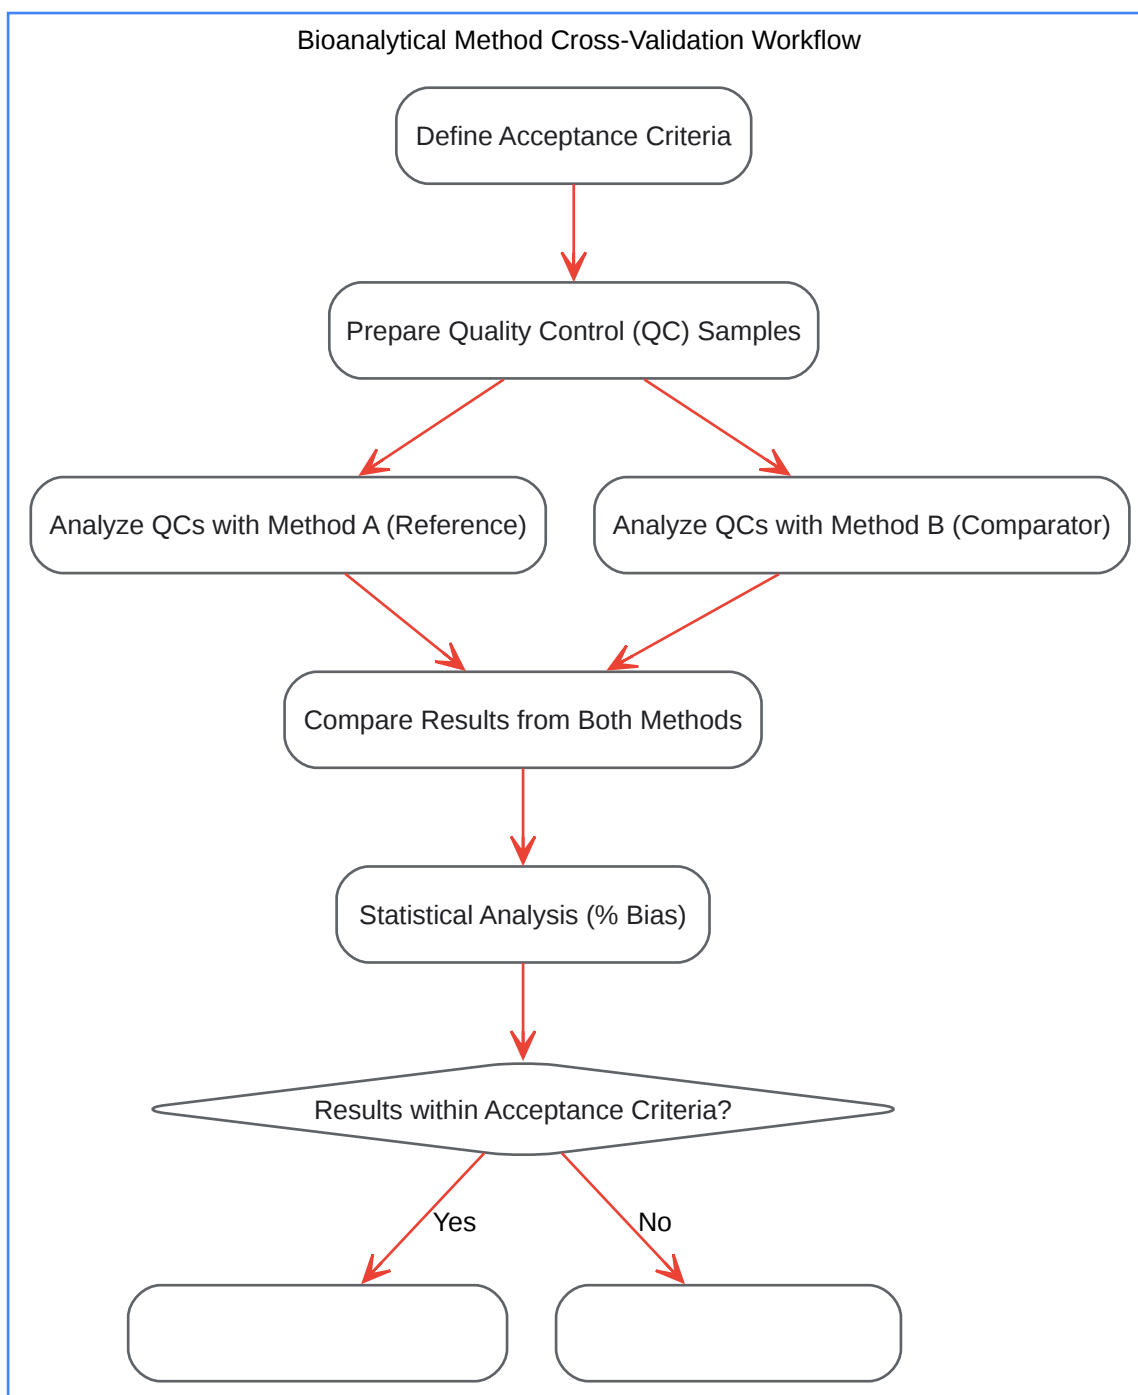 Bioanalytical Method Cross-Validation Workflow
Define Acceptance Criteria
Prepare Quality Control (QC) Samples
Analyze QCs with Method A (Reference)
Analyze QCs with Method B (Comparator)
Compare Results from Both Methods
Statistical Analysis (% Bias)
Results within Acceptance Criteria?
Yes
No